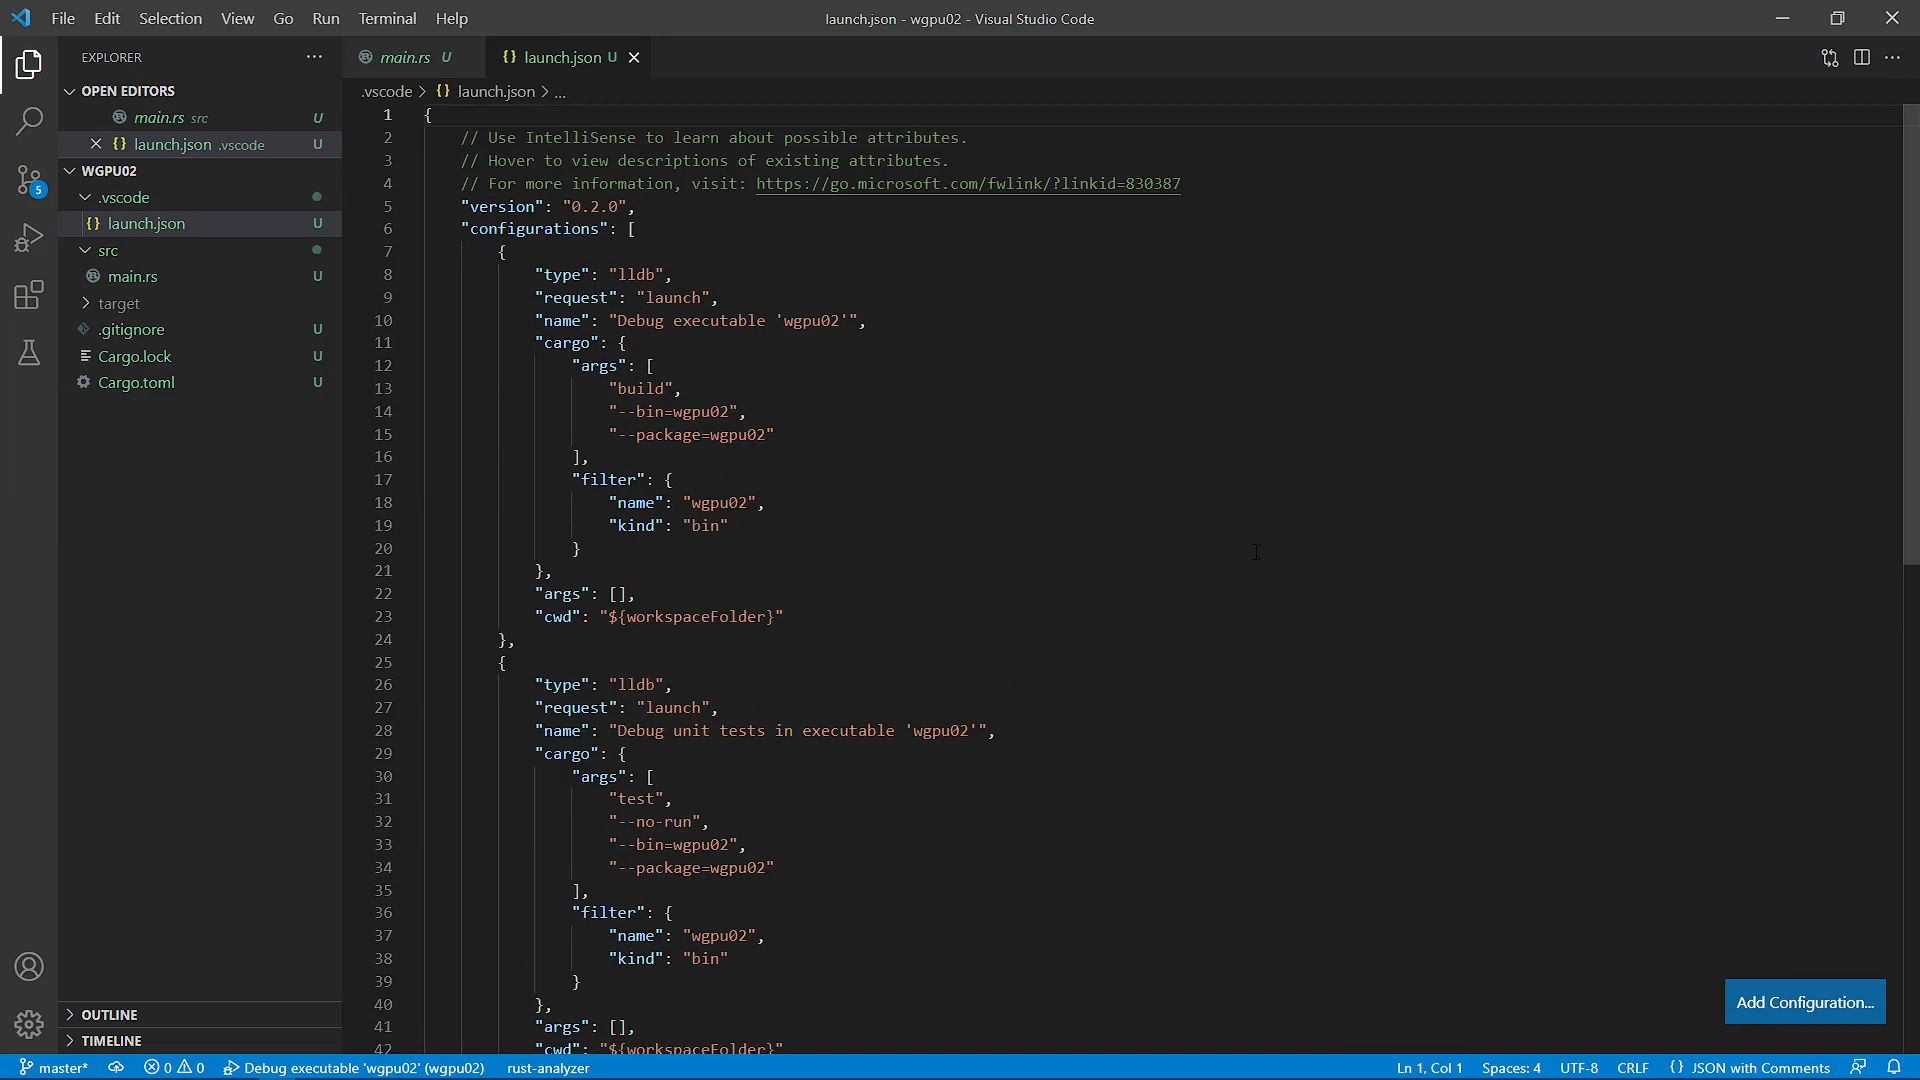 File Edit Selection View Go Run Terminal Help
launch.json - wgpu02 - Visual Studio Code
EXPLORER
OPEN EDITORS
main.rs src U
launch.json .vscode U
WGPU02
.vscode
launch.json U
src
main.rs U
target
.gitignore U
Cargo.lock U
Cargo.toml U
OUTLINE
TIMELINE
5
main.rs U
launch.json U
.vscode > {} launch.json > ...
1 {
2 // Use IntelliSense to learn about possible attributes.
3 // Hover to view descriptions of existing attributes.
4 // For more information, visit: https://go.microsoft.com/fwlink/?linkid=830387
5 "version": "0.2.0",
6 "configurations": [
7 {
8 "type": "lldb",
9 "request": "launch",
10 "name": "Debug executable 'wgpu02'",
11 "cargo": {
12 "args": [
13 "build",
14 "--bin=wgpu02",
15 "--package=wgpu02"
16 ],
17 "filter": {
18 "name": "wgpu02",
19 "kind": "bin"
20 }
21 },
22 "args": [],
23 "cwd": "${workspaceFolder}"
24 },
25 {
26 "type": "lldb",
27 "request": "launch",
28 "name": "Debug unit tests in executable 'wgpu02'",
29 "cargo": {
30 "args": [
31 "test",
32 "--no-run",
33 "--bin=wgpu02",
34 "--package=wgpu02"
35 ],
36 "filter": {
37 "name": "wgpu02",
38 "kind": "bin"
39 }
40 },
41 "args": [],
42 "cwd": "${workspaceFolder}"
Add Configuration...
master* 0 0 Debug executable 'wgpu02' (wgpu02) rust-analyzer
Ln 1, Col 1 Spaces: 4 UTF-8 CRLF {} JSON with Comments